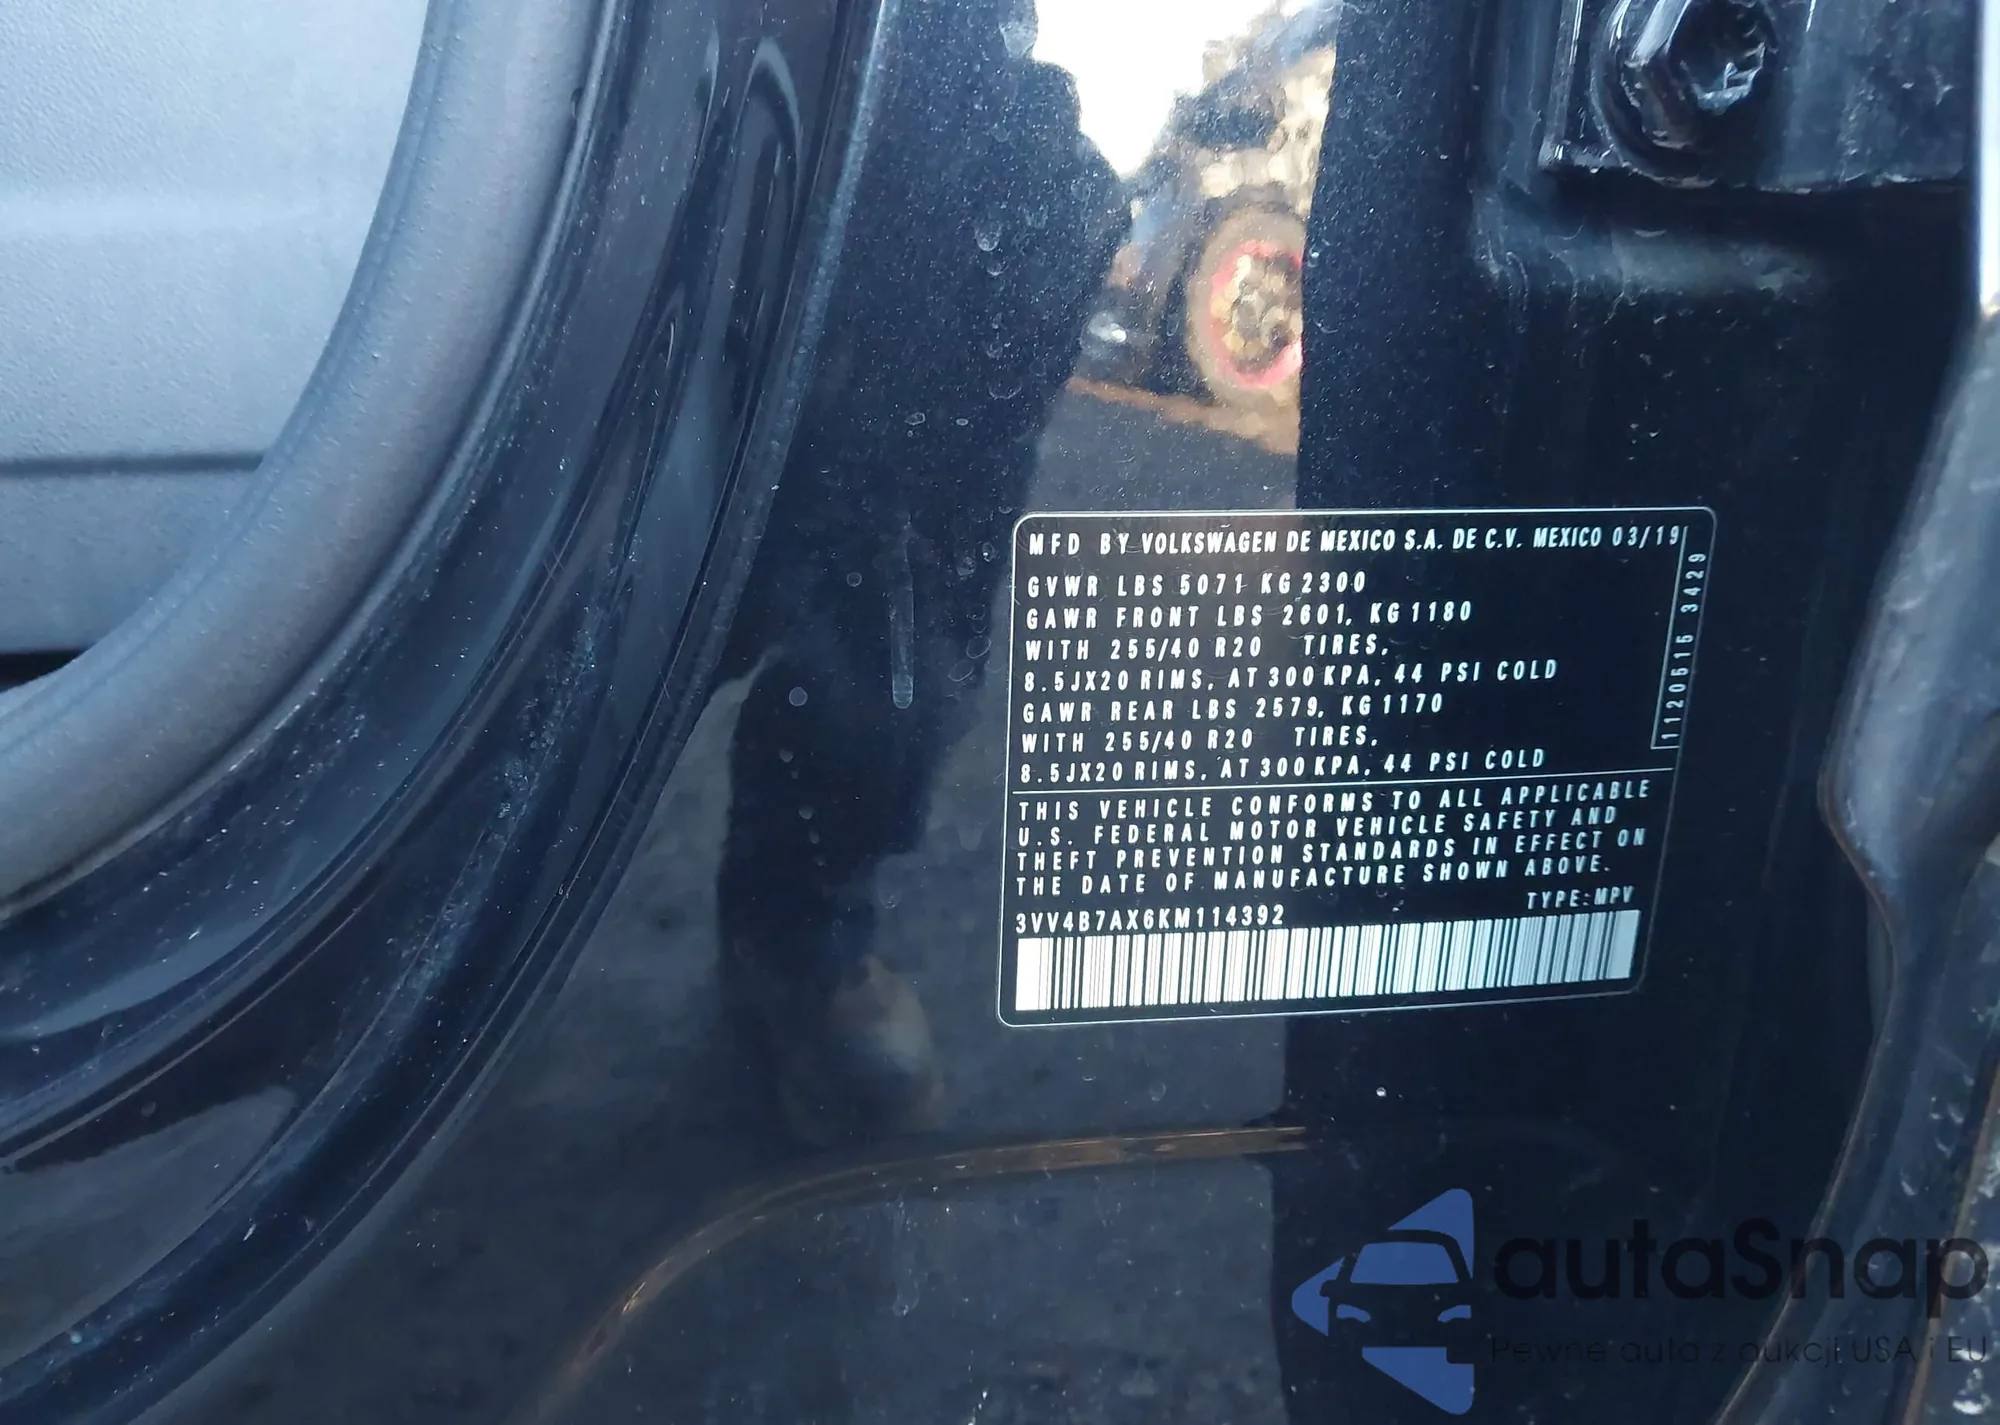 MFD BY VOLKSWAGEN DE MEXICO S.A. DE C.V. MEXICO 03/19
GVWR LBS 5071 KG 2300
GAWR FRONT LBS 2601, KG 1180
WITH 255/40 R20 TIRES,
8.5JX20 RIMS, AT 300 KPA, 44 PSI COLD
GAWR REAR LBS 2579, KG 1170
WITH 255/40 R20 TIRES,
8.5JX20 RIMS, AT 300 KPA, 44 PSI COLD
1120515 3429
THIS VEHICLE CONFORMS TO ALL APPLICABLE
U.S. FEDERAL MOTOR VEHICLE SAFETY AND
THEFT PREVENTION STANDARDS IN EFFECT ON
THE DATE OF MANUFACTURE SHOWN ABOVE.
TYPE:MPV
3VV4B7AX6KM114392
autaSnap
Pewne auta z aukcji USA i EU